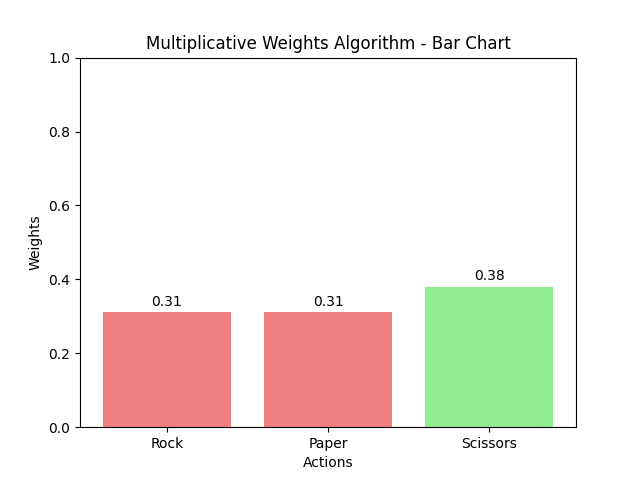 Multiplicative Weights Algorithm - Bar Chart
1.0
0.8
0.6
0.4
0.2
0.0
Weights
0.31
0.31
0.38
Rock
Paper
Scissors
Actions